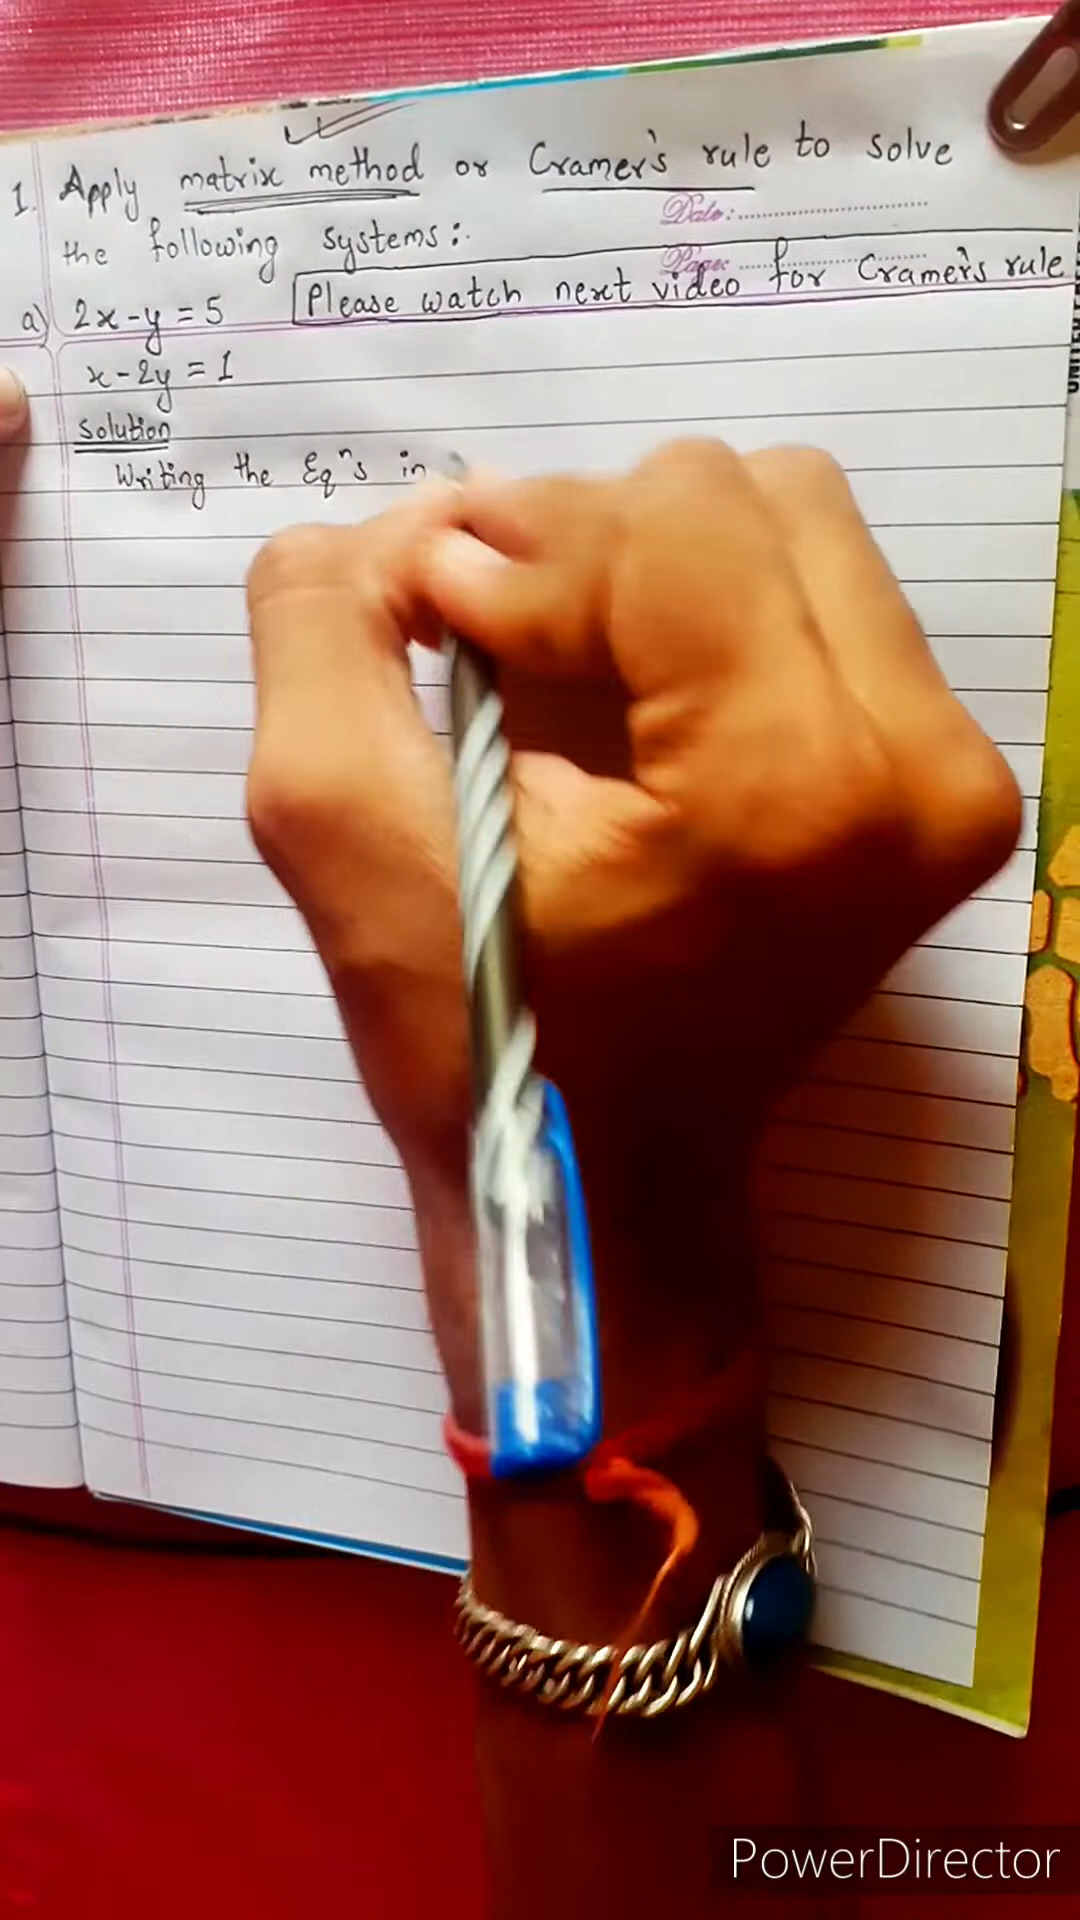 1. Apply matrix method or Cramer's rule to solve
Date:
the following systems:.
Page:
a) 2x-y = 5
Please watch next video for Cramer's rule
x-2y = 1
Solution
Writing the Eqⁿs in
PowerDirector